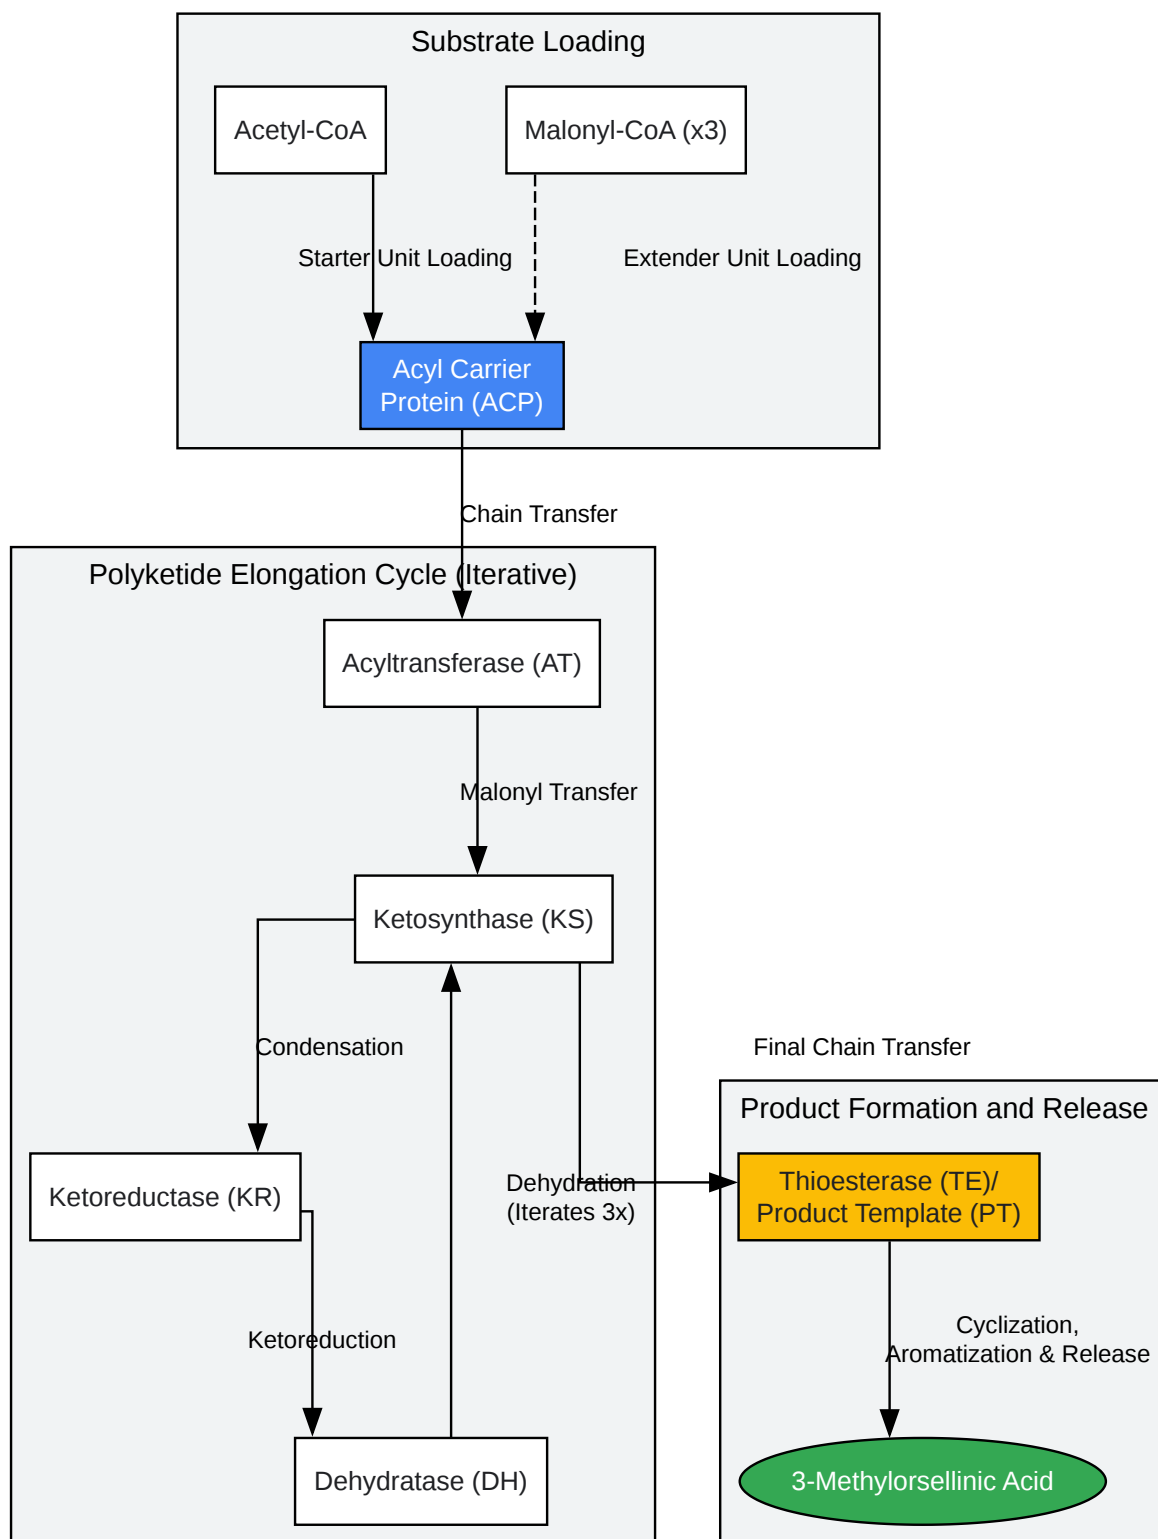 Substrate Loading
Acetyl-CoA
Malonyl-CoA (x3)
Starter Unit Loading
Extender Unit Loading
Acyl Carrier
Protein (ACP)
Chain Transfer
Polyketide Elongation Cycle (Iterative)
Acyltransferase (AT)
Malonyl Transfer
Ketosynthase (KS)
Condensation
Final Chain Transfer
Product Formation and Release
Ketoreductase (KR)
Dehydration
(Iterates 3x)
Thioesterase (TE)/
Product Template (PT)
Ketoreduction
Cyclization,
Aromatization & Release
Dehydratase (DH)
3-Methylorsellinic Acid